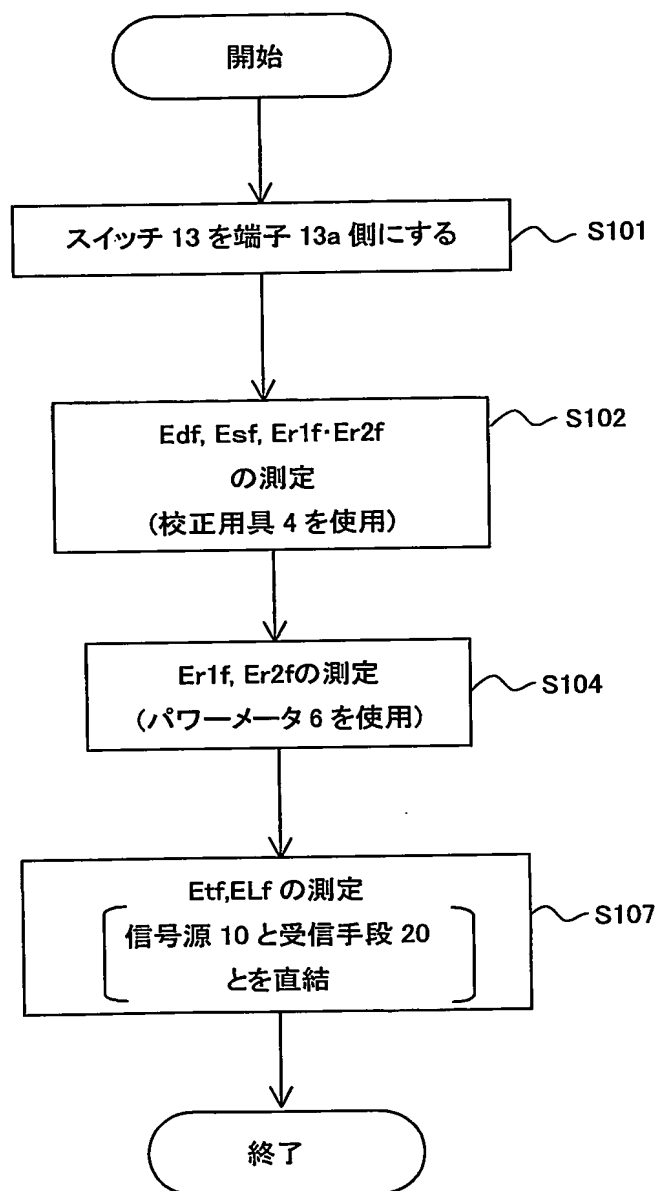 開始
スイッチ 13 を端子 13a 側にする
S101
Edf, Esf, Er1f·Er2f
の測定
(校正用具 4 を使用)
S102
Er1f, Er2fの測定
(パワーメータ 6 を使用)
S104
Etf,ELf の測定
信号源 10 と受信手段 20
とを直結
S107
終了